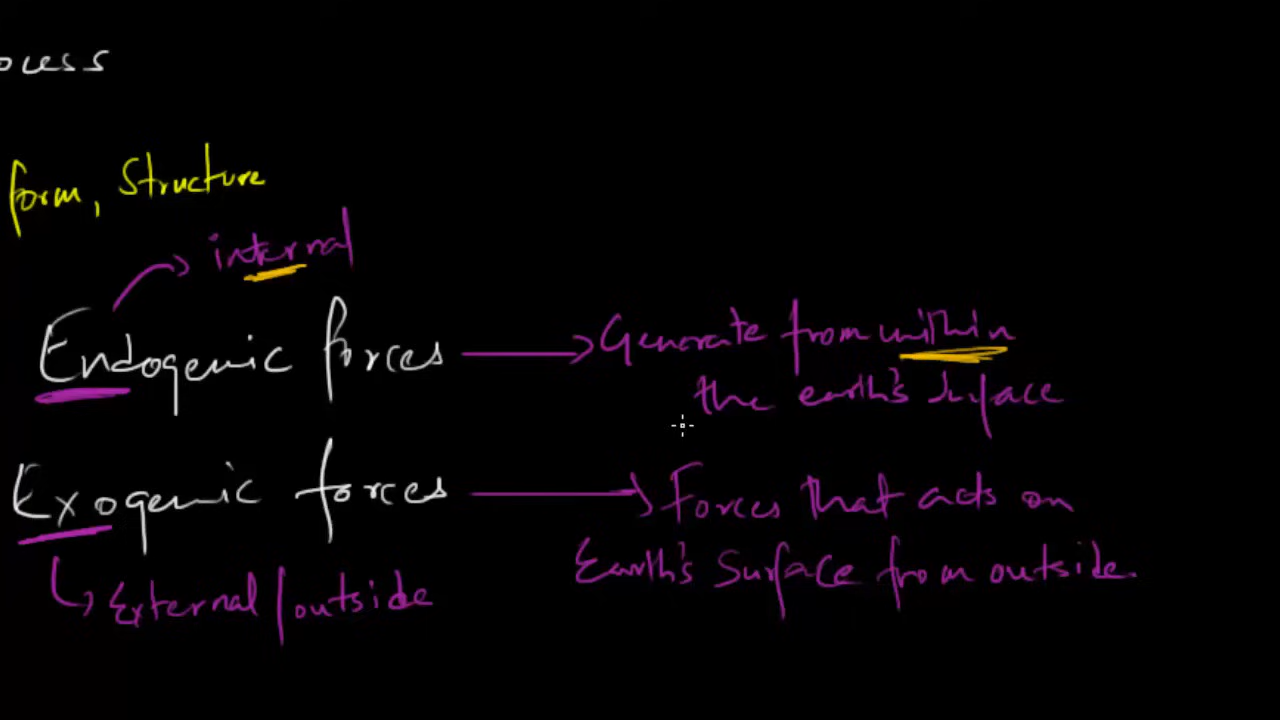 ocess
form, Structure
internal
Endogenic forces
Generate from within
the earth's surface
Exogenic forces
Forces that acts on
Earth's Surface from outside.
External/outside